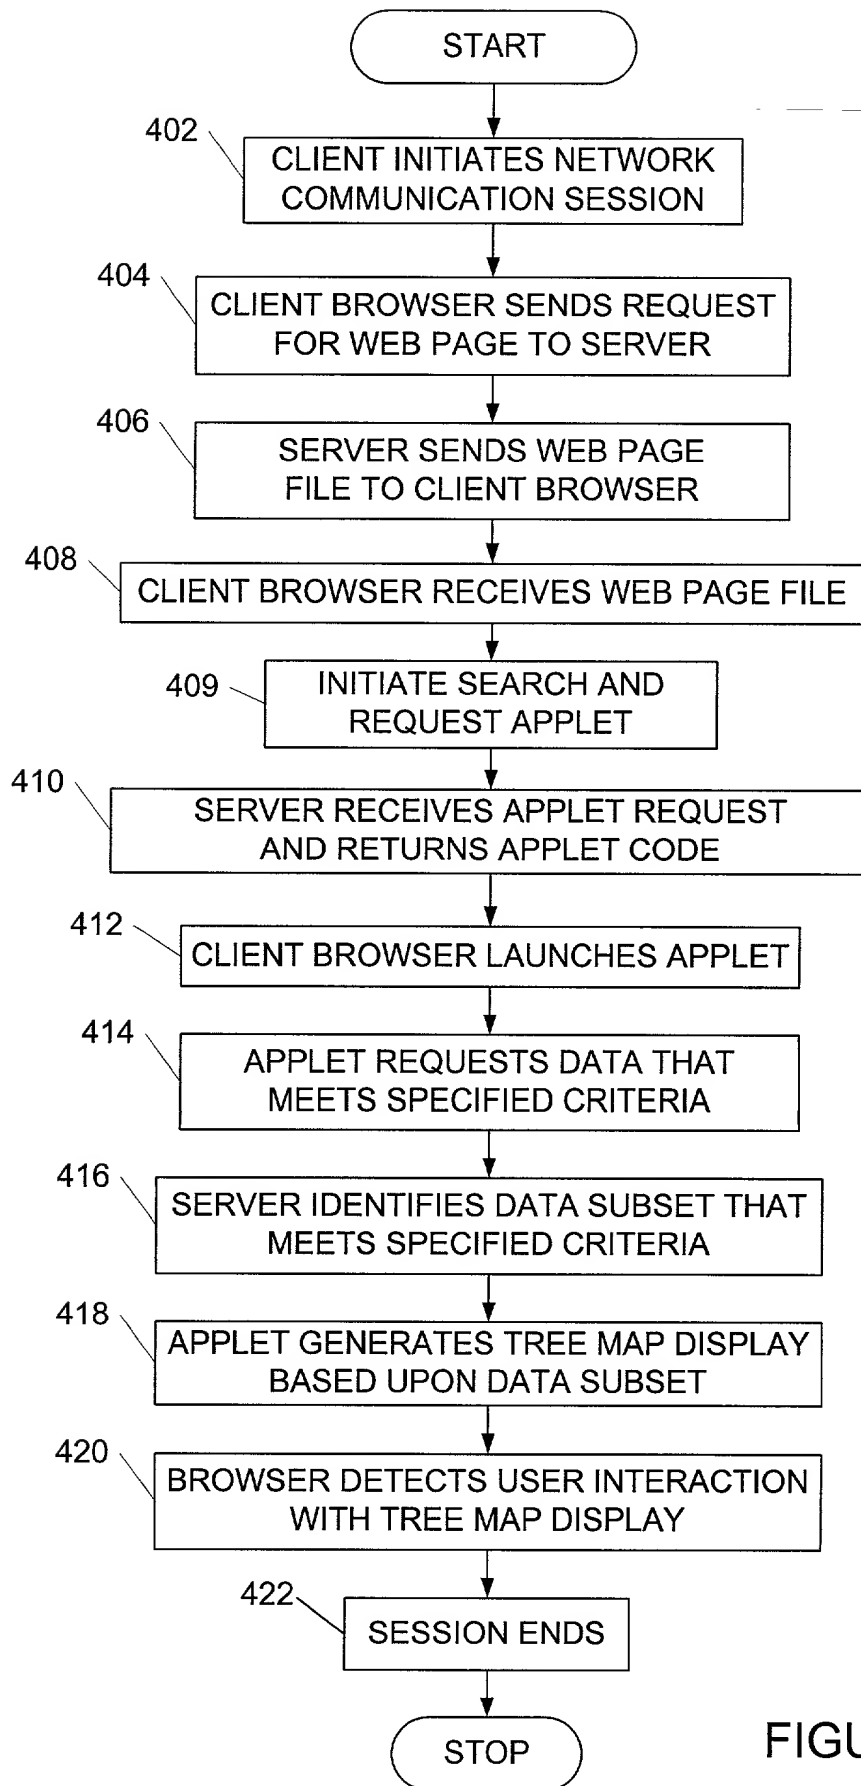 START
402
CLIENT INITIATES NETWORK
COMMUNICATION SESSION
404
CLIENT BROWSER SENDS REQUEST
FOR WEB PAGE TO SERVER
406
SERVER SENDS WEB PAGE
FILE TO CLIENT BROWSER
408
CLIENT BROWSER RECEIVES WEB PAGE FILE
409
INITIATE SEARCH AND
REQUEST APPLET
410
SERVER RECEIVES APPLET REQUEST
AND RETURNS APPLET CODE
412
CLIENT BROWSER LAUNCHES APPLET
414
APPLET REQUESTS DATA THAT
MEETS SPECIFIED CRITERIA
416
SERVER IDENTIFIES DATA SUBSET THAT
MEETS SPECIFIED CRITERIA
418
APPLET GENERATES TREE MAP DISPLAY
BASED UPON DATA SUBSET
420
BROWSER DETECTS USER INTERACTION
WITH TREE MAP DISPLAY
422
SESSION ENDS
STOP